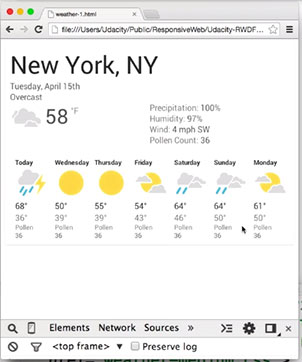 weather-1.html
file:///Users/Udacity/Public/ResponsiveWeb/Udacity-RWDF...
New York, NY
Tuesday, April 15th
Overcast
58 °F
Precipitation: 100%
Humidity: 97%
Wind: 4 mph SW
Pollen Count: 36
Today Wednesday Thursday Friday Saturday Sunday Monday
68° 50° 55° 54° 64° 64° 61°
36° 39° 39° 43° 46° 50° 50°
Pollen Pollen Pollen Pollen Pollen Pollen Pollen
36 36 36 36 36 36 36
Elements Network Sources »
<top frame> ▼ Preserve log